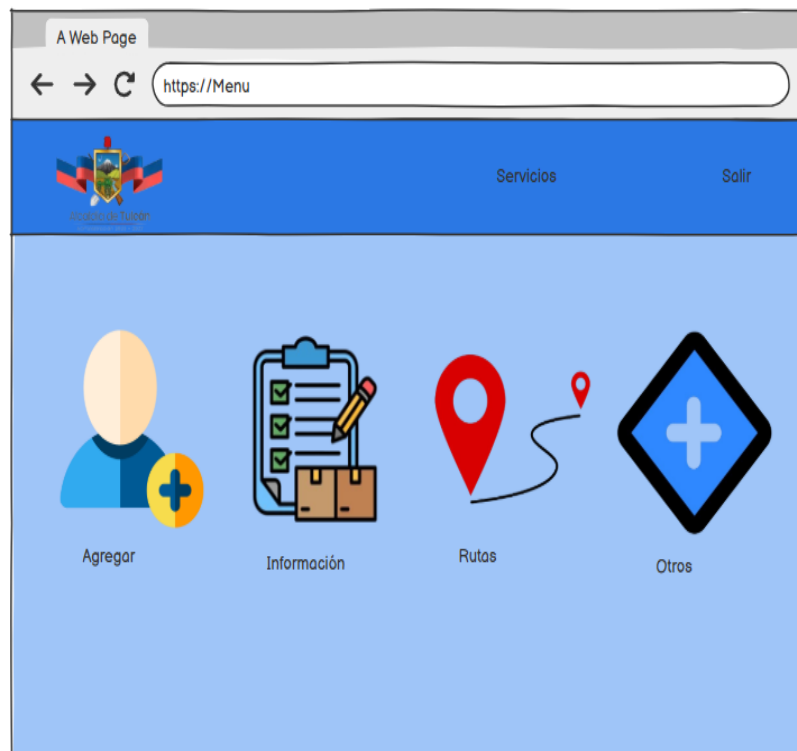 A Web Page
https://Menu
Servicios
Salir
Agregar
Información
Rutas
Otros